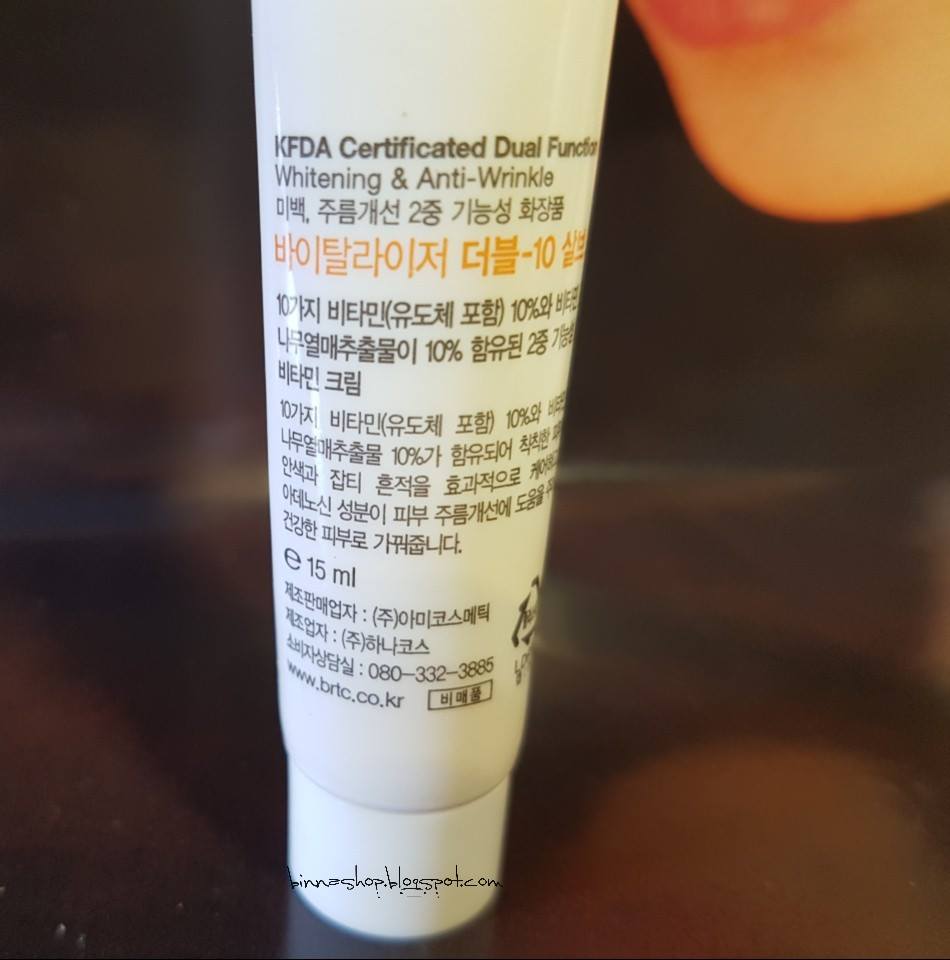 KFDA Certificated Dual Function
Whitening & Anti-Wrinkle
미백, 주름개선 2중 기능성 화장품
바이탈라이저 더블-10
10가지 비타민(유도체 포함) 10%와
나무열매추출물이 10% 함유된 2중
비타민 크림
10가지 비타민(유도체 포함) 10%와
나무열매추출물 10%가 함유되어 칙칙한
안색과 잡티 흔적을 효과적으로
아데노신 성분이 피부 주름개선에 도움을
건강한 피부로 가꿔줍니다.
℮ 15 ml
제조판매업자 : (주)아미코스메틱
제조업자 : (주)하나코스
소비자상담실 : 080-332-3885
www.brtc.co.kr 비매품
binnashop.blogspot.com